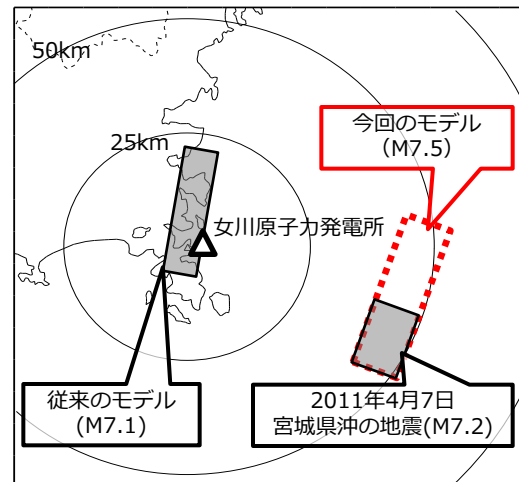 50km
25km
今回のモデル
（M7.5）
女川原子力発電所
従来のモデル
(M7.1)
2011年4月7日
宮城県沖の地震(M7.2)